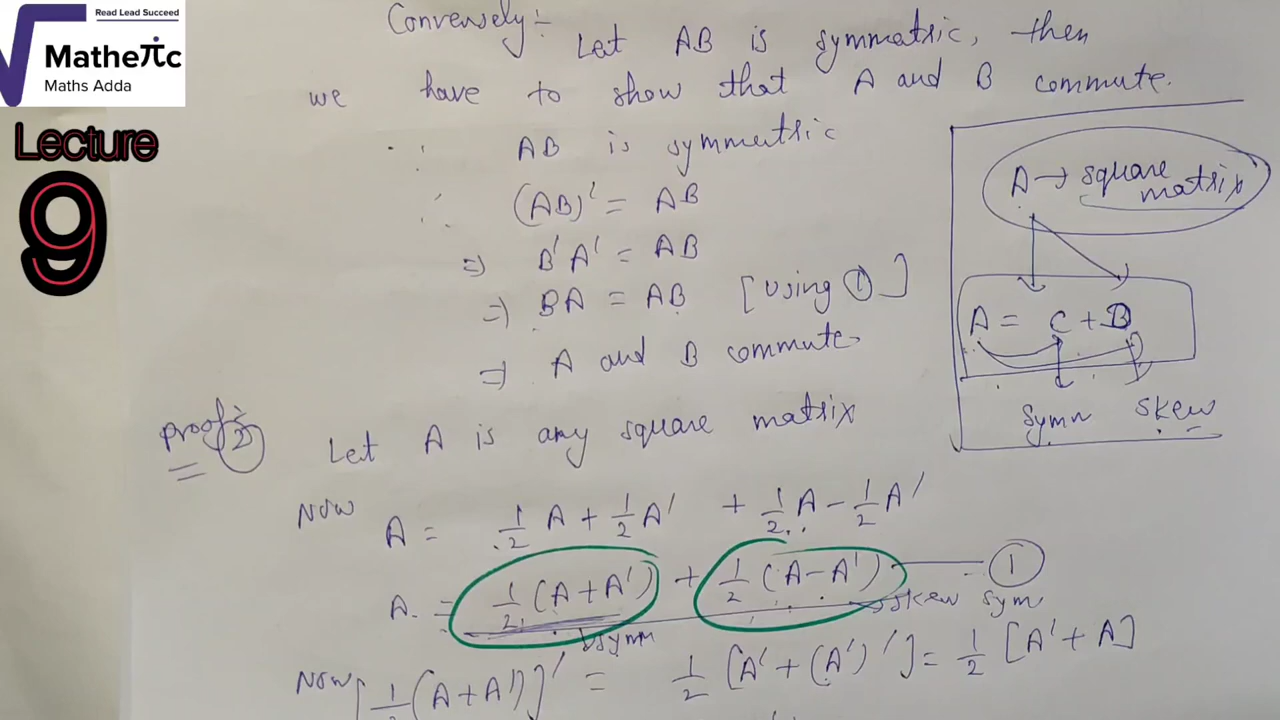 Read Lead Succeed
Matheπc
Maths Adda
Lecture
9
Conversely:-
Let AB is symmatric, then
we have to show that A and B commute.
∵ AB is symmetric
∴ (AB)' = AB
⇒ B'A' = AB
⇒ BA = AB [Using ①]
⇒ A and B commute
A → square
matrix
A = C + B
symn skew
Proof:
②
Let A is any square matrix
Now A = 1/2 A + 1/2 A' + 1/2 A - 1/2 A'
A = 1/2 (A + A') + 1/2 (A - A') — ①
symm skew sym
Now [1/2 (A + A')]' = 1/2 [A' + (A')'] = 1/2 [A' + A]